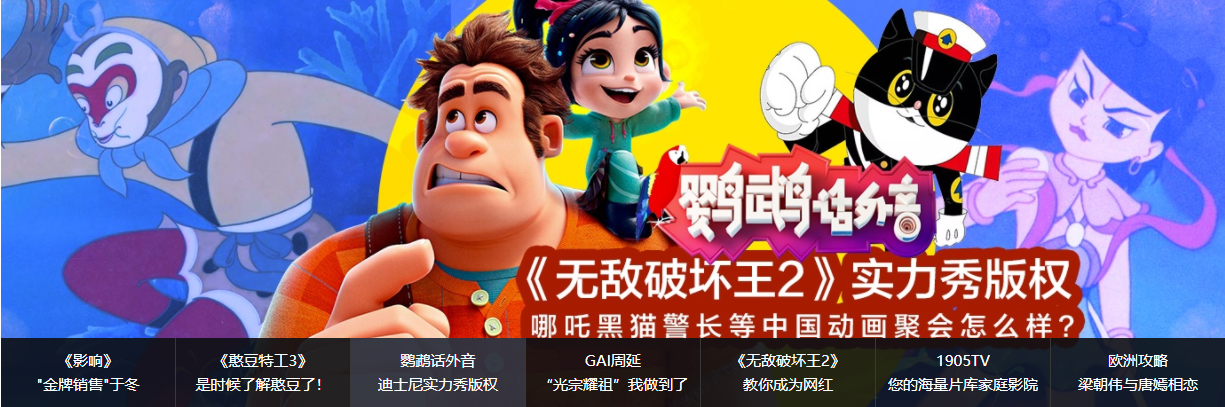 鹦鹉话外音
《无敌破坏王2》实力秀版权
哪吒黑猫警长等中国动画聚会怎么样?
《影响》
"金牌销售"于冬
《憨豆特工3》
是时候了解憨豆了!
鹦鹉话外音
迪士尼实力秀版权
GAI周延
“光宗耀祖”我做到了
《无敌破坏王2》
教你成为网红
1905TV
您的海量片库家庭影院
欧洲攻略
梁朝伟与唐嫣相恋